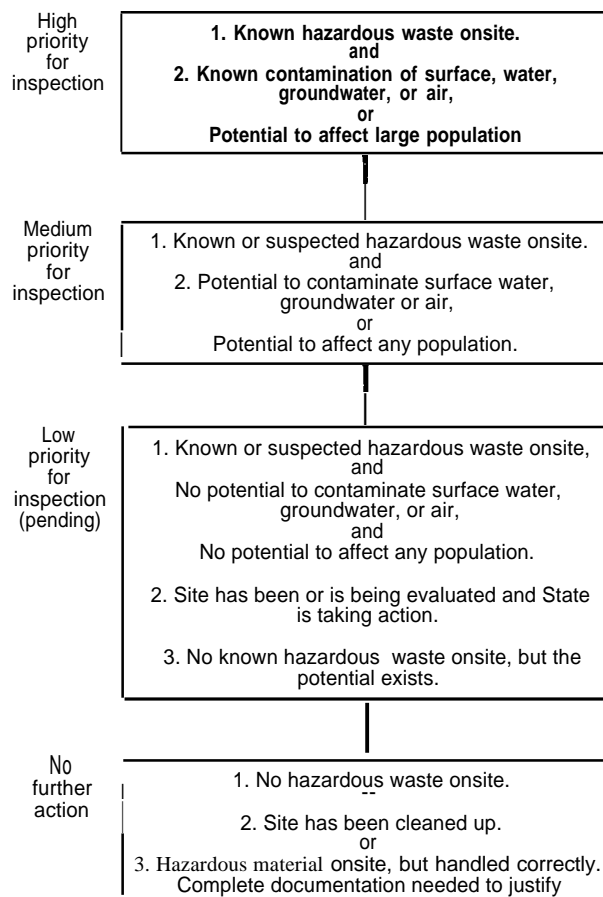 High
priority
for
inspection
1. Known hazardous waste onsite.
and
2. Known contamination of surface, water,
groundwater, or air,
or
Potential to affect large population
Medium
priority
for
inspection
1. Known or suspected hazardous waste onsite.
and
2. Potential to contaminate surface water,
groundwater or air,
or
Potential to affect any population.
Low
priority
for
inspection
(pending)
1. Known or suspected hazardous waste onsite,
and
No potential to contaminate surface water,
groundwater, or air,
and
No potential to affect any population.
2. Site has been or is being evaluated and State
is taking action.
3. No known hazardous waste onsite, but the
potential exists.
No
further
action
1. No hazardous waste onsite.
--
2. Site has been cleaned up.
or
3. Hazardous material onsite, but handled correctly.
Complete documentation needed to justify